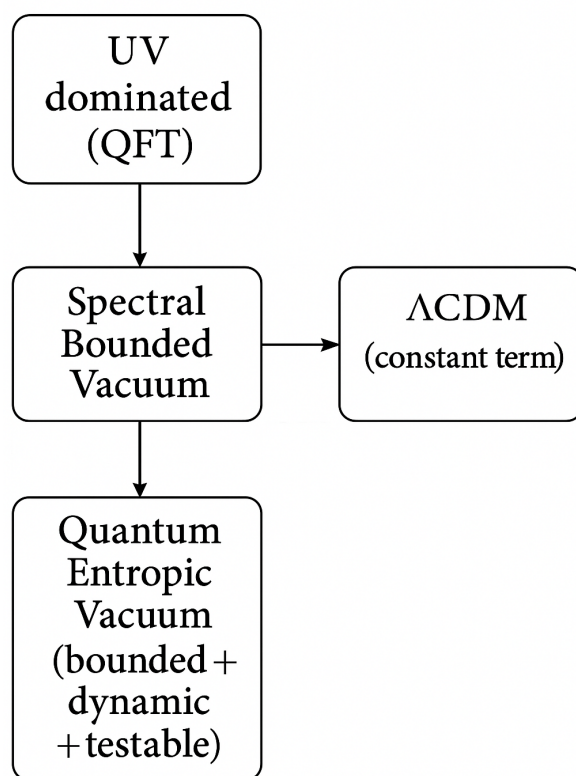 UV
dominated
(QFT)
Spectral
Bounded
Vacuum
ΛCDM
(constant term)
Quantum
Entropic
Vacuum
(bounded +
dynamic
+ testable)